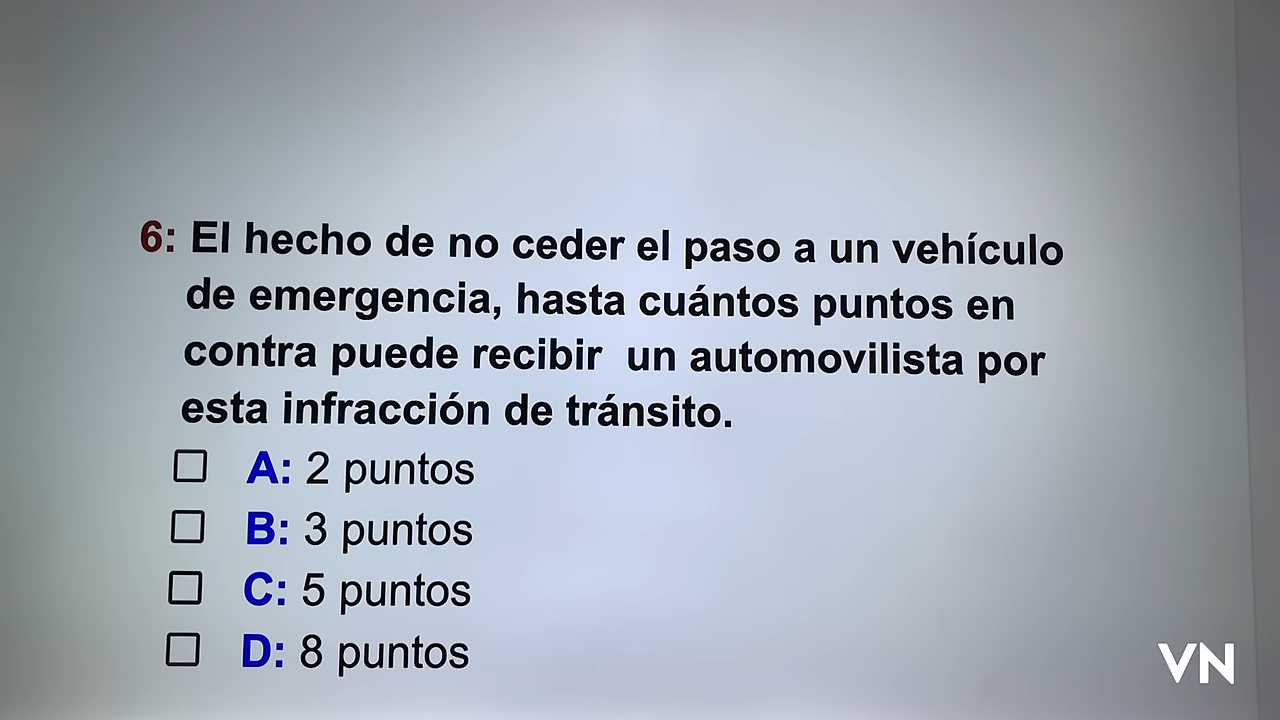 6: El hecho de no ceder el paso a un vehículo
de emergencia, hasta cuántos puntos en
contra puede recibir un automovilista por
esta infracción de tránsito.
A: 2 puntos
B: 3 puntos
C: 5 puntos
D: 8 puntos
VN